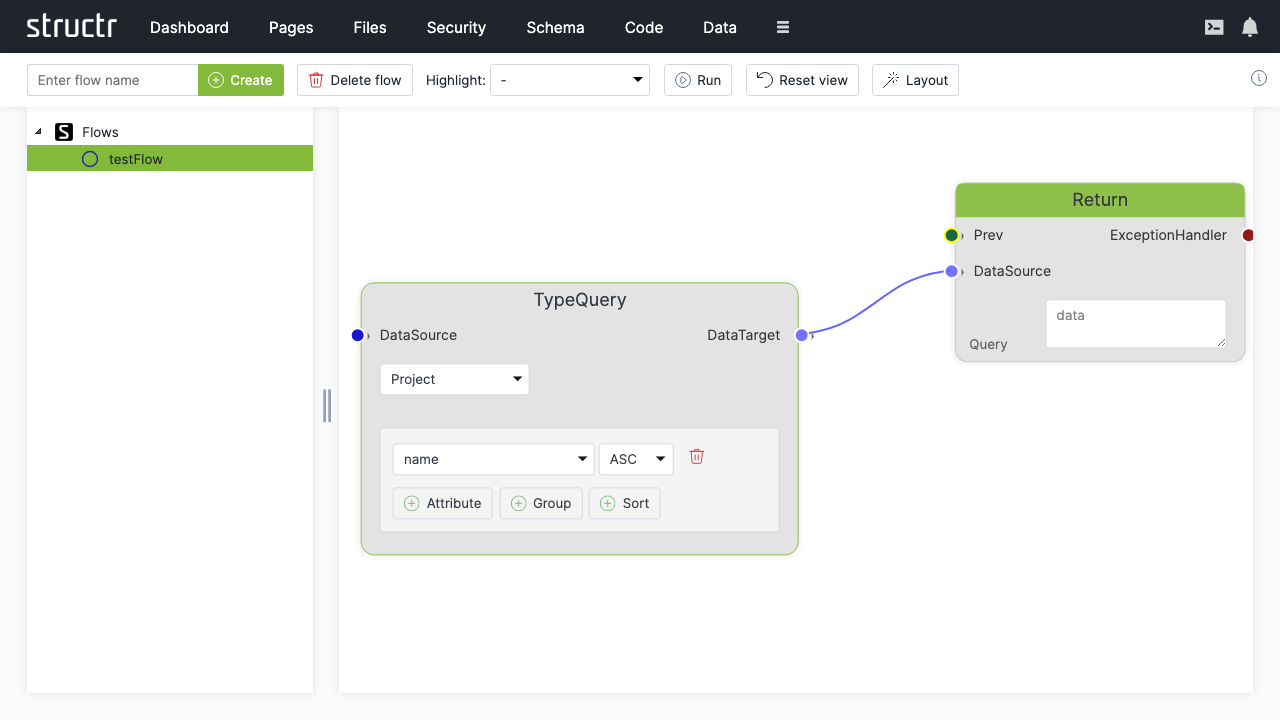 structr Dashboard Pages Files Security Schema Code Data
Enter flow name Create Delete flow Highlight: - Run Reset view Layout
Flows
testFlow
Return
Prev ExceptionHandler
DataSource
data
Query
TypeQuery
DataSource DataTarget
Project
name ASC
Attribute Group Sort